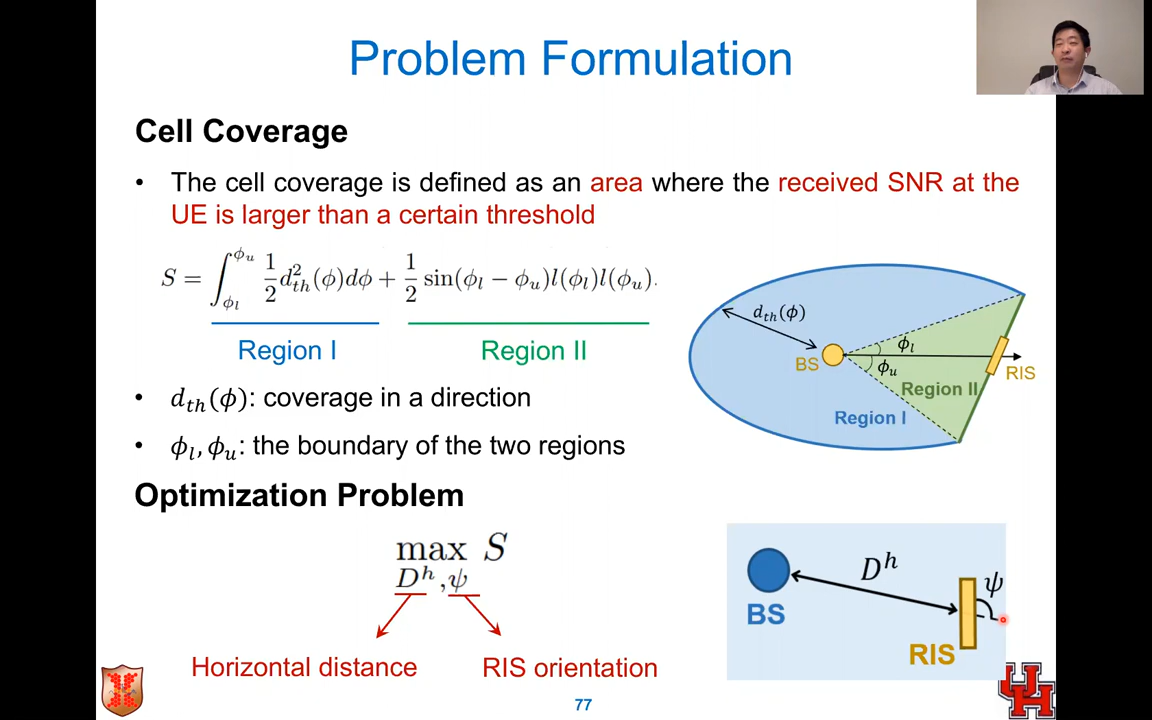 Problem Formulation
Cell Coverage
• The cell coverage is defined as an area where the received SNR at the
UE is larger than a certain threshold
S = ∫_{ϕ_l}^{ϕ_u} 1/2 d_{th}^2(ϕ)dϕ + 1/2 sin(ϕ_l − ϕ_u)l(ϕ_l)l(ϕ_u).
Region I
Region II
• d_{th}(ϕ): coverage in a direction
• ϕ_l, ϕ_u: the boundary of the two regions
d_{th}(ϕ)
BS
ϕ_l
ϕ_u
RIS
Region II
Region I
Optimization Problem
max S
D^h, ψ
Horizontal distance
RIS orientation
D^h
ψ
BS
RIS
UH
77